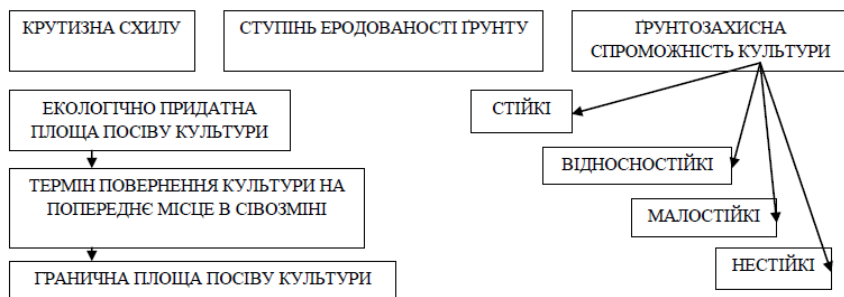 КРУТИЗНА СХИЛУ
СТУПІНЬ ЕРОДОВАНОСТІ ҐРУНТУ
ҐРУНТОЗАХИСНА
СПРОМОЖНІСТЬ КУЛЬТУРИ
ЕКОЛОГІЧНО ПРИДАТНА
ПЛОЩА ПОСІВУ КУЛЬТУРИ
ТЕРМІН ПОВЕРНЕННЯ КУЛЬТУРИ НА
ПОПЕРЕДНЄ МІСЦЕ В СІВОЗМІНІ
ГРАНИЧНА ПЛОЩА ПОСІВУ КУЛЬТУРИ
СТІЙКІ
ВІДНОСНОСТІЙКІ
МАЛОСТІЙКІ
НЕСТІЙКІ